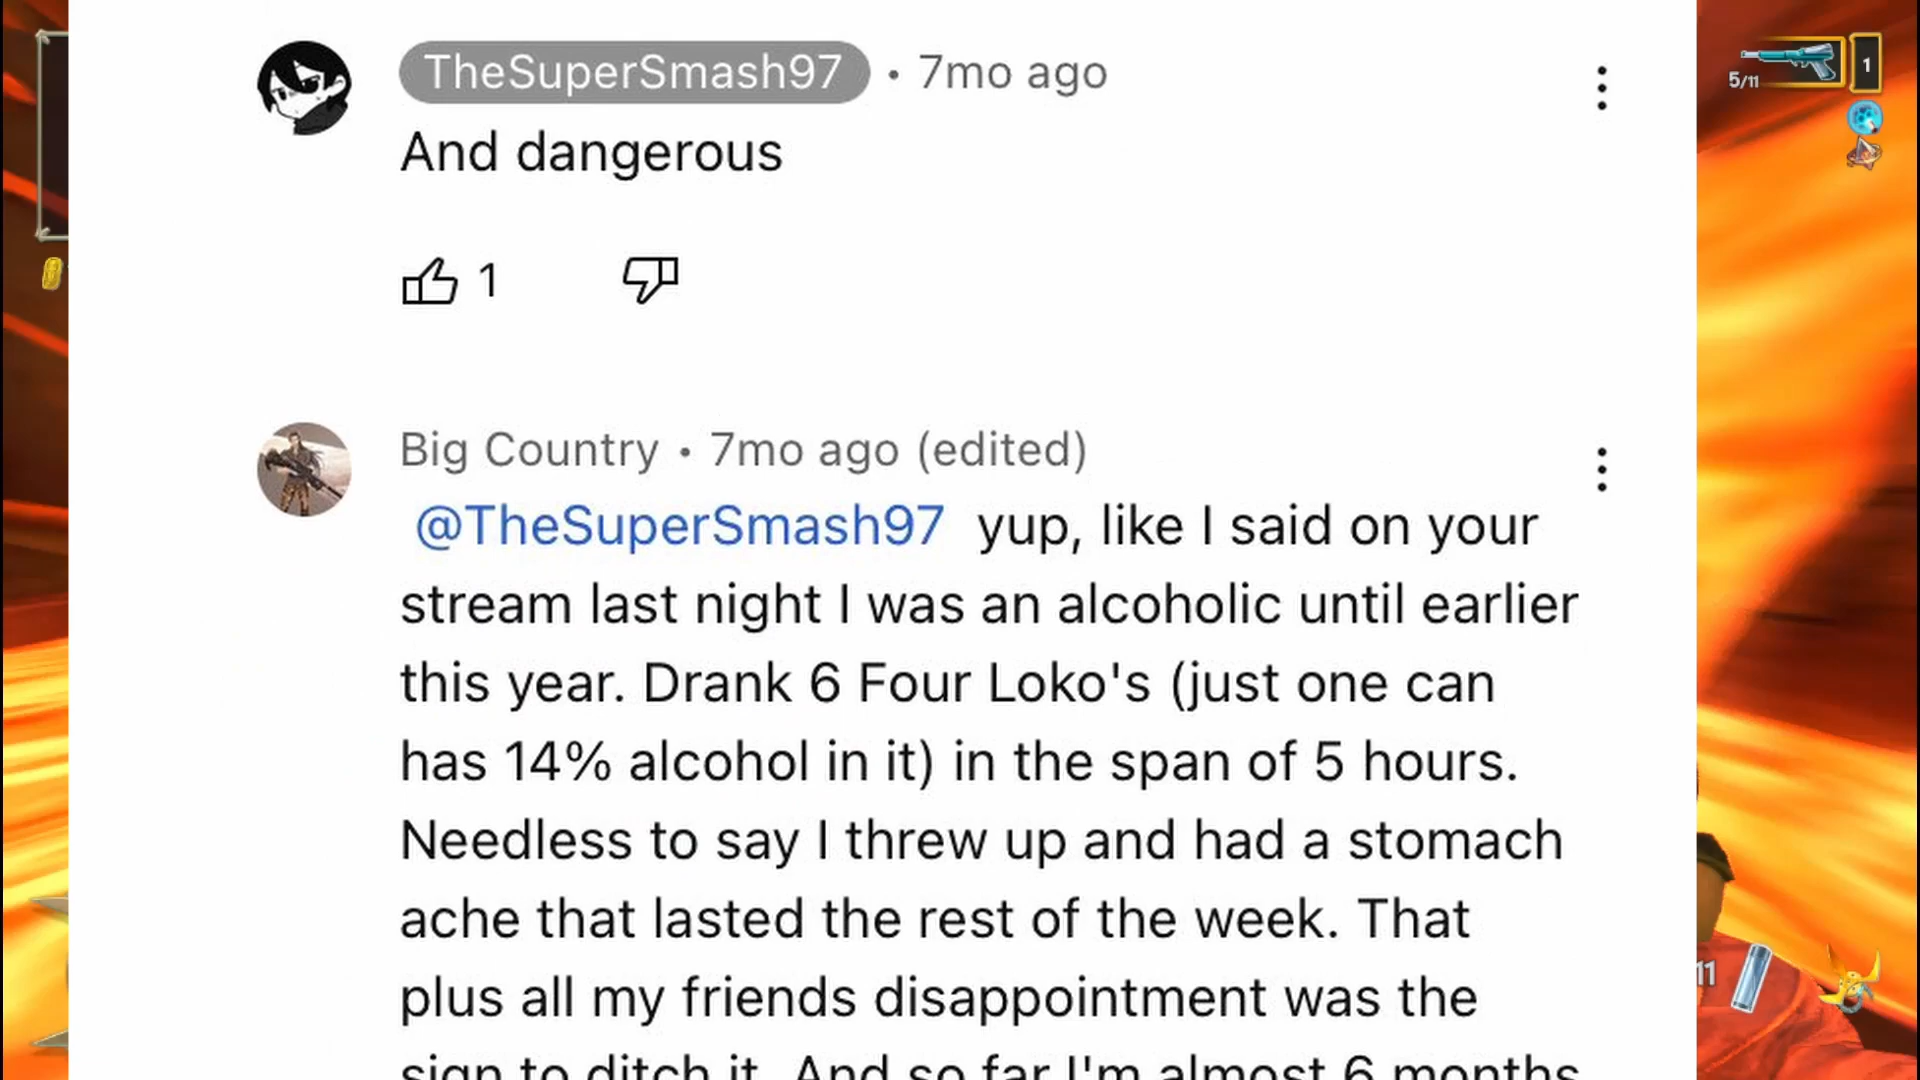 TheSuperSmash97 • 7mo ago
And dangerous
1
Big Country • 7mo ago (edited)
@TheSuperSmash97 yup, like I said on your
stream last night I was an alcoholic until earlier
this year. Drank 6 Four Loko's (just one can
has 14% alcohol in it) in the span of 5 hours.
Needless to say I threw up and had a stomach
ache that lasted the rest of the week. That
plus all my friends disappointment was the
sign to ditch it. And so far I'm almost 6 months
5/11
1
11